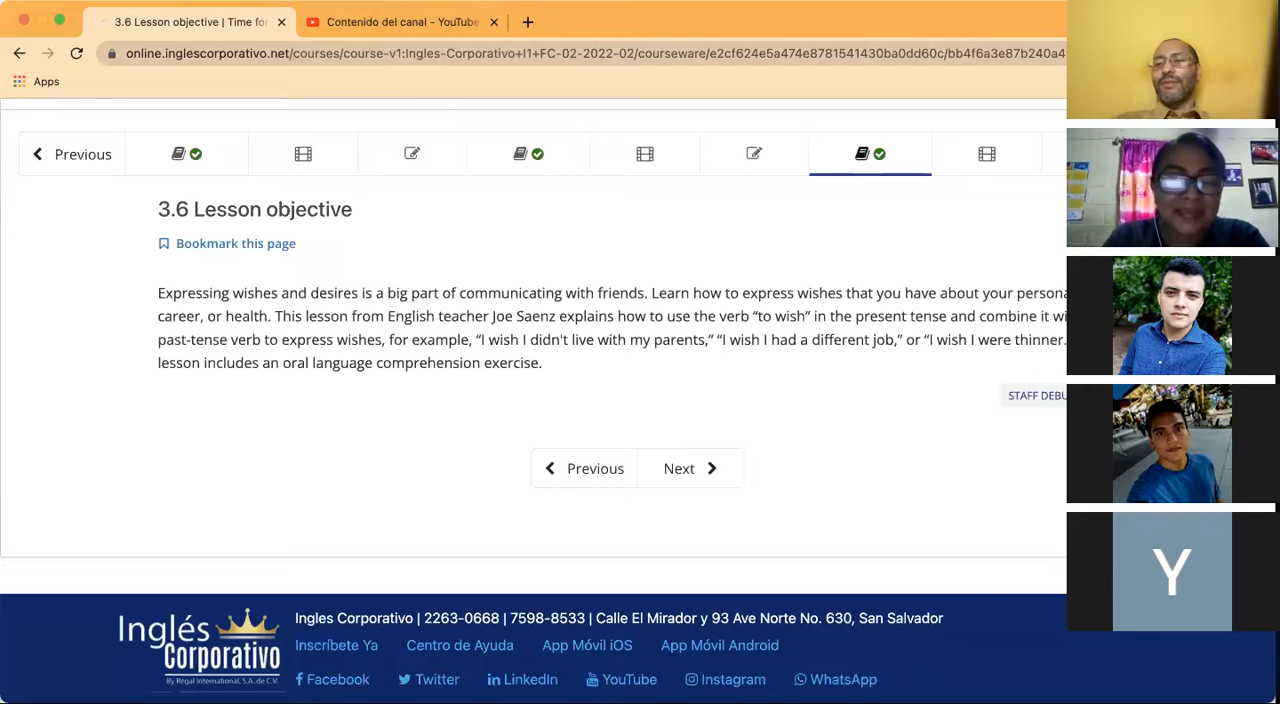 3.6 Lesson objective | Time for
Contenido del canal - YouTube
online.inglescorporativo.net/courses/course-v1:Ingles-Corporativo+I1+FC-02-2022-02/courseware/e2cf624e5a474e8781541430ba0dd60c/bb4f6a3e87b240a4
Apps
Previous
3.6 Lesson objective
Bookmark this page
Expressing wishes and desires is a big part of communicating with friends. Learn how to express wishes that you have about your persona
career, or health. This lesson from English teacher Joe Saenz explains how to use the verb “to wish” in the present tense and combine it wi
past-tense verb to express wishes, for example, “I wish I didn't live with my parents,” “I wish I had a different job,” or “I wish I were thinner.
lesson includes an oral language comprehension exercise.
STAFF DEBU
Previous Next
Inglés Corporativo
By Regal International, S.A. de C.V.
Ingles Corporativo | 2263-0668 | 7598-8533 | Calle El Mirador y 93 Ave Norte No. 630, San Salvador
Inscríbete Ya Centro de Ayuda App Móvil iOS App Móvil Android
Facebook Twitter LinkedIn YouTube Instagram WhatsApp
Y